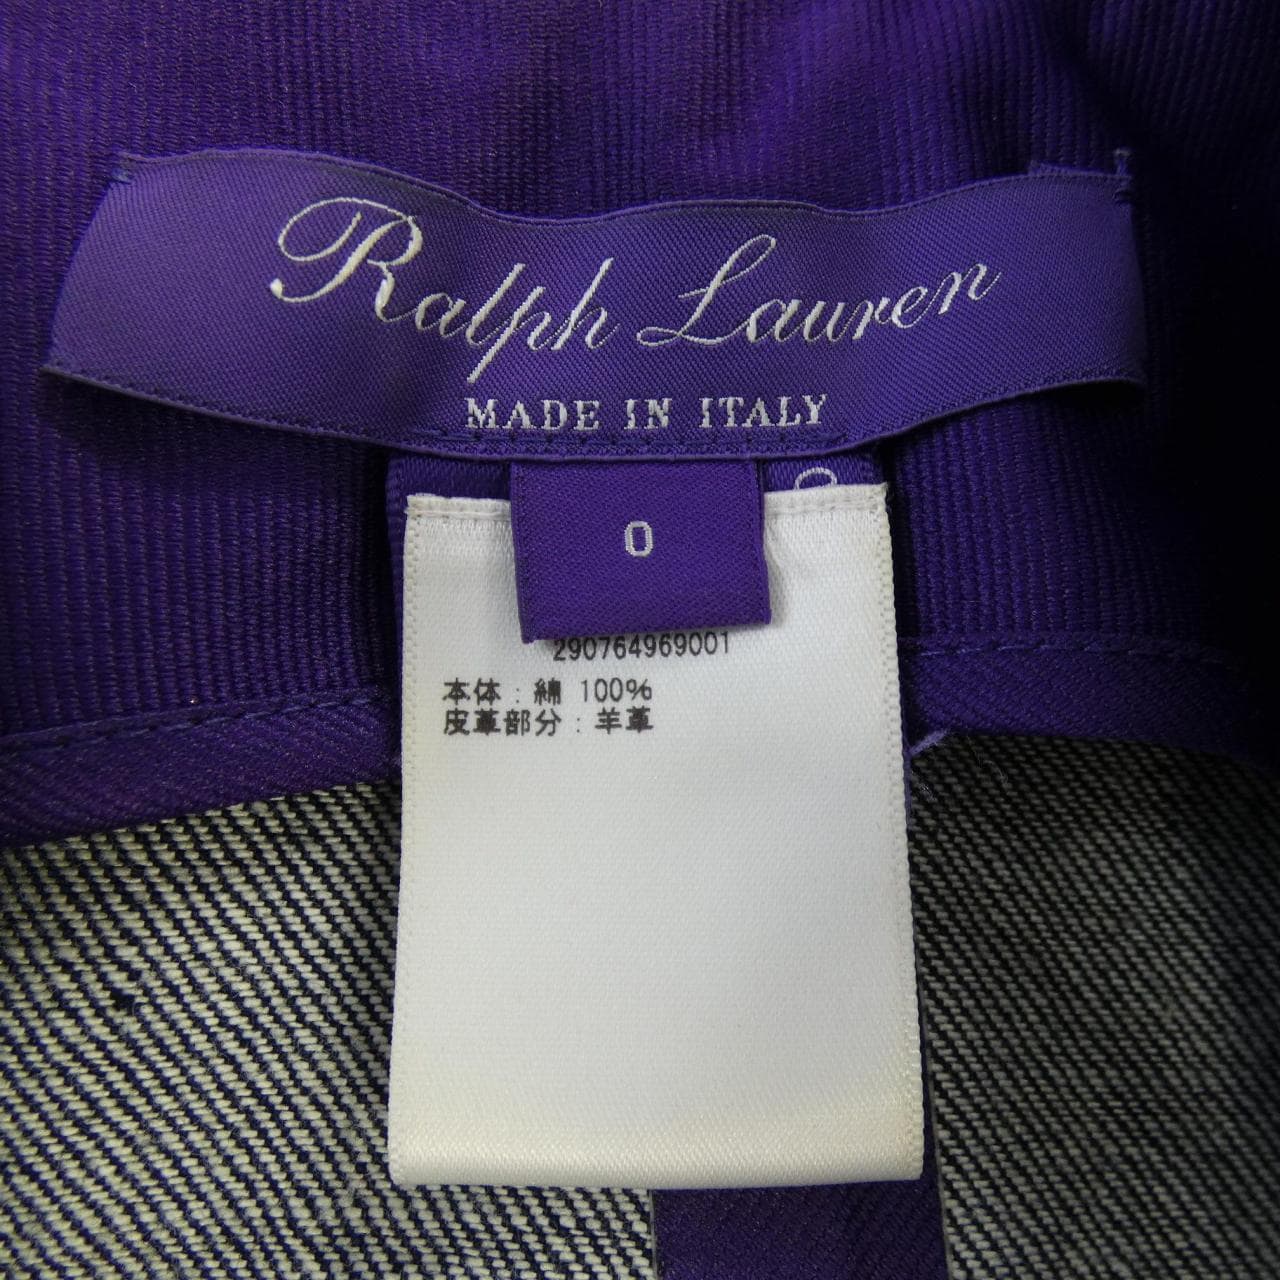 Ralph Lauren
MADE IN ITALY
0
290764969001
本体：綿 100%
皮革部分：羊革